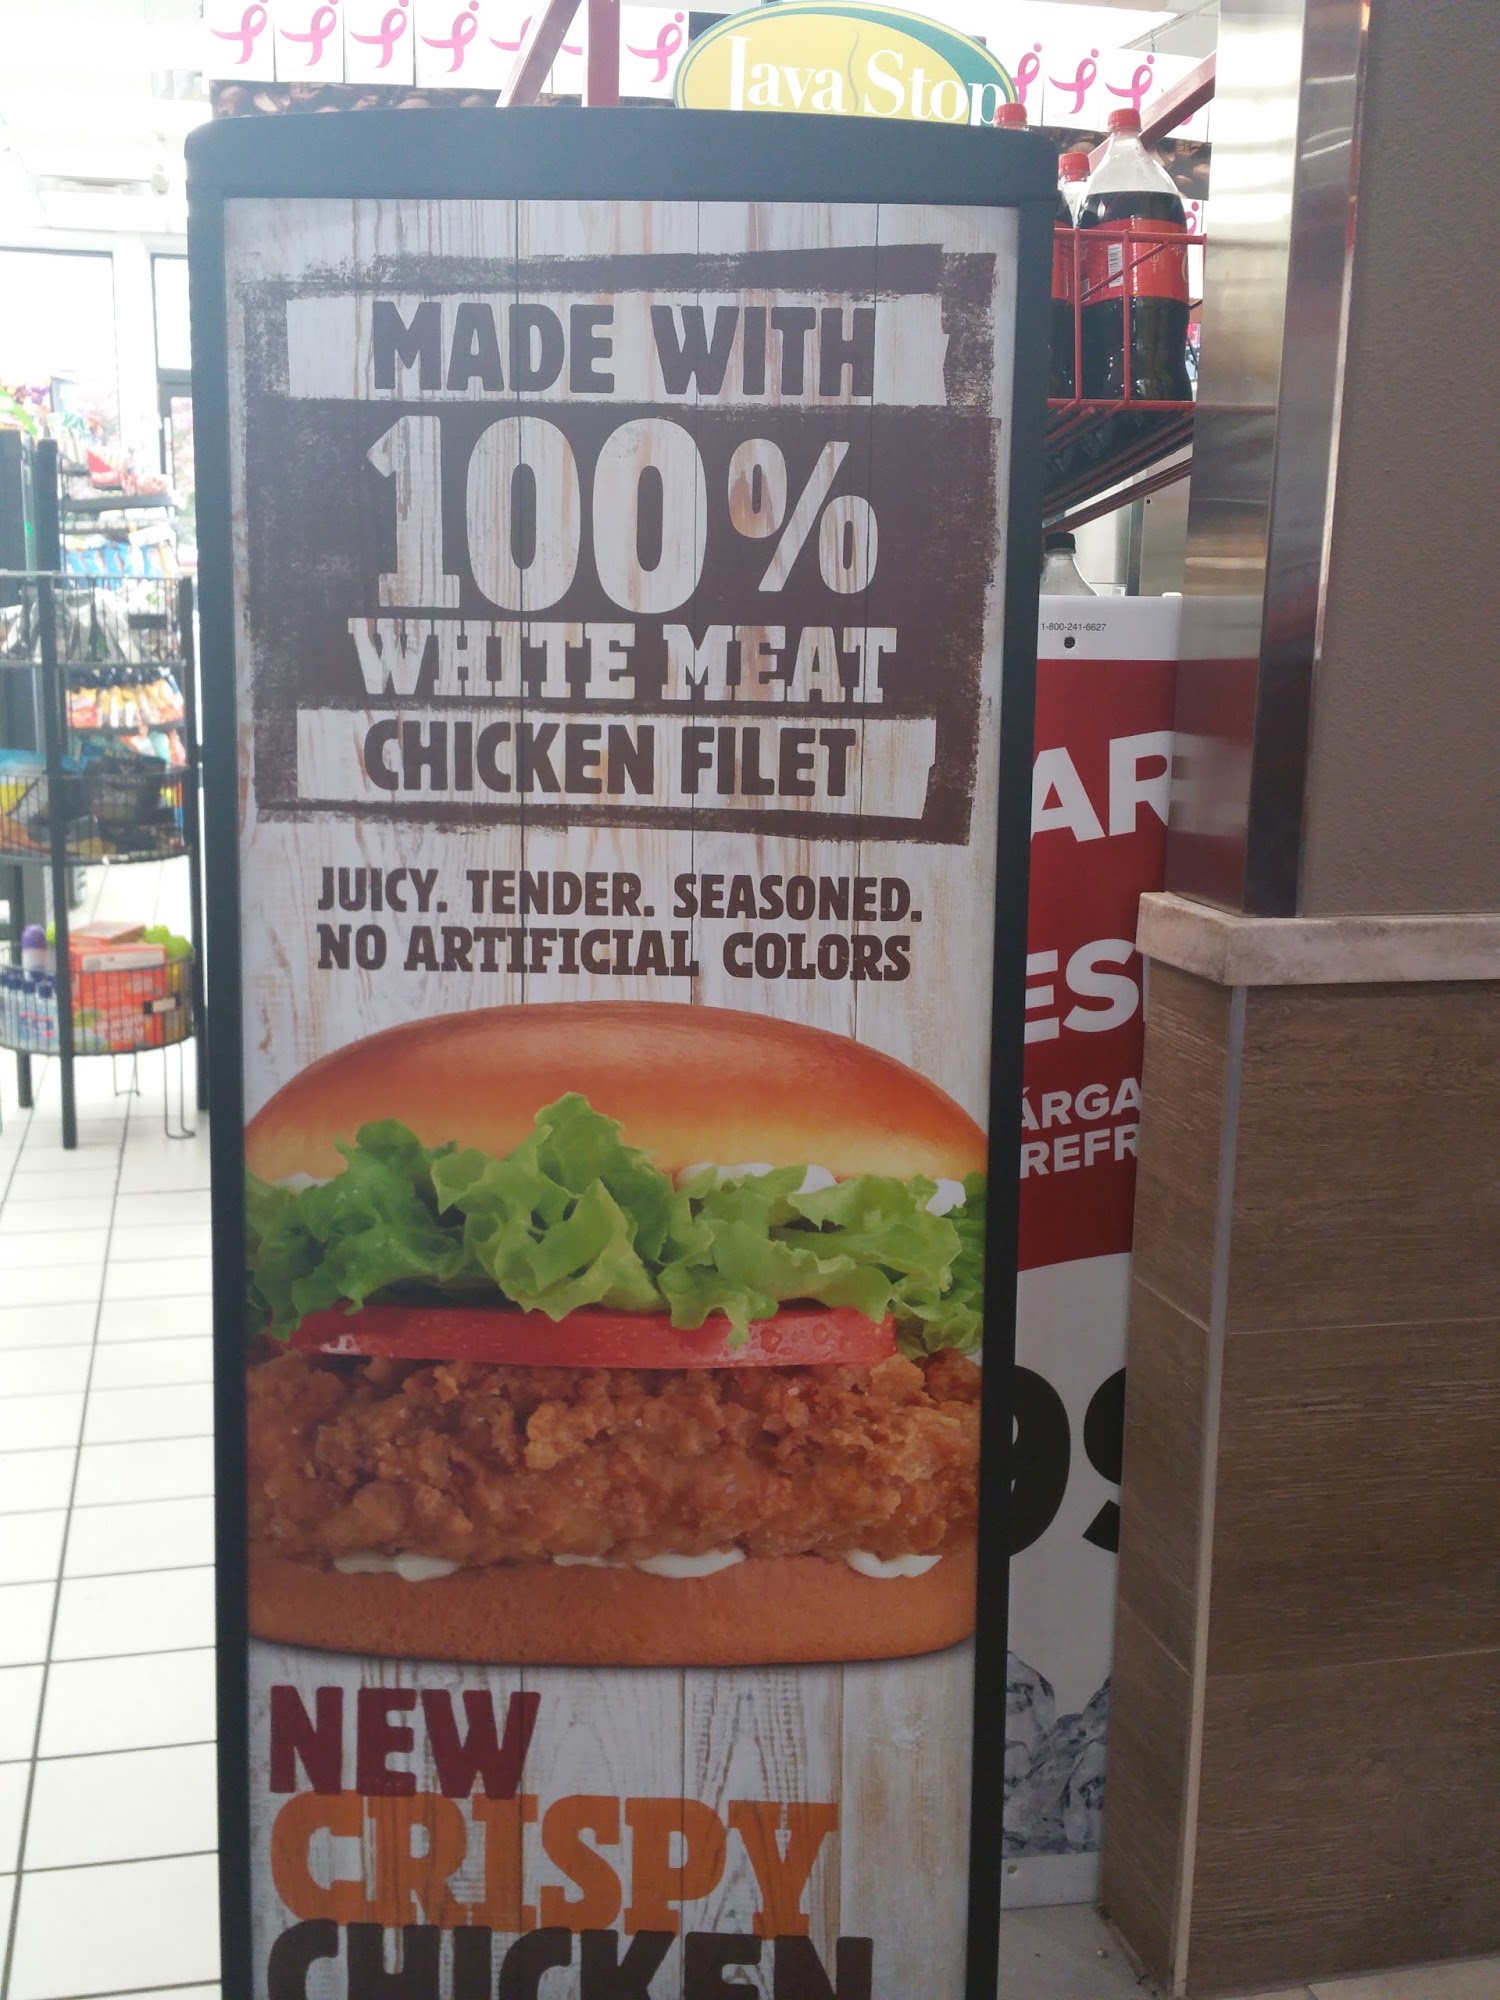 Java Stop
MADE WITH
100%
WHITE MEAT
CHICKEN FILET
JUICY. TENDER. SEASONED.
NO ARTIFICIAL COLORS
NEW
CRISPY
CHICKEN
1-800-241-6627